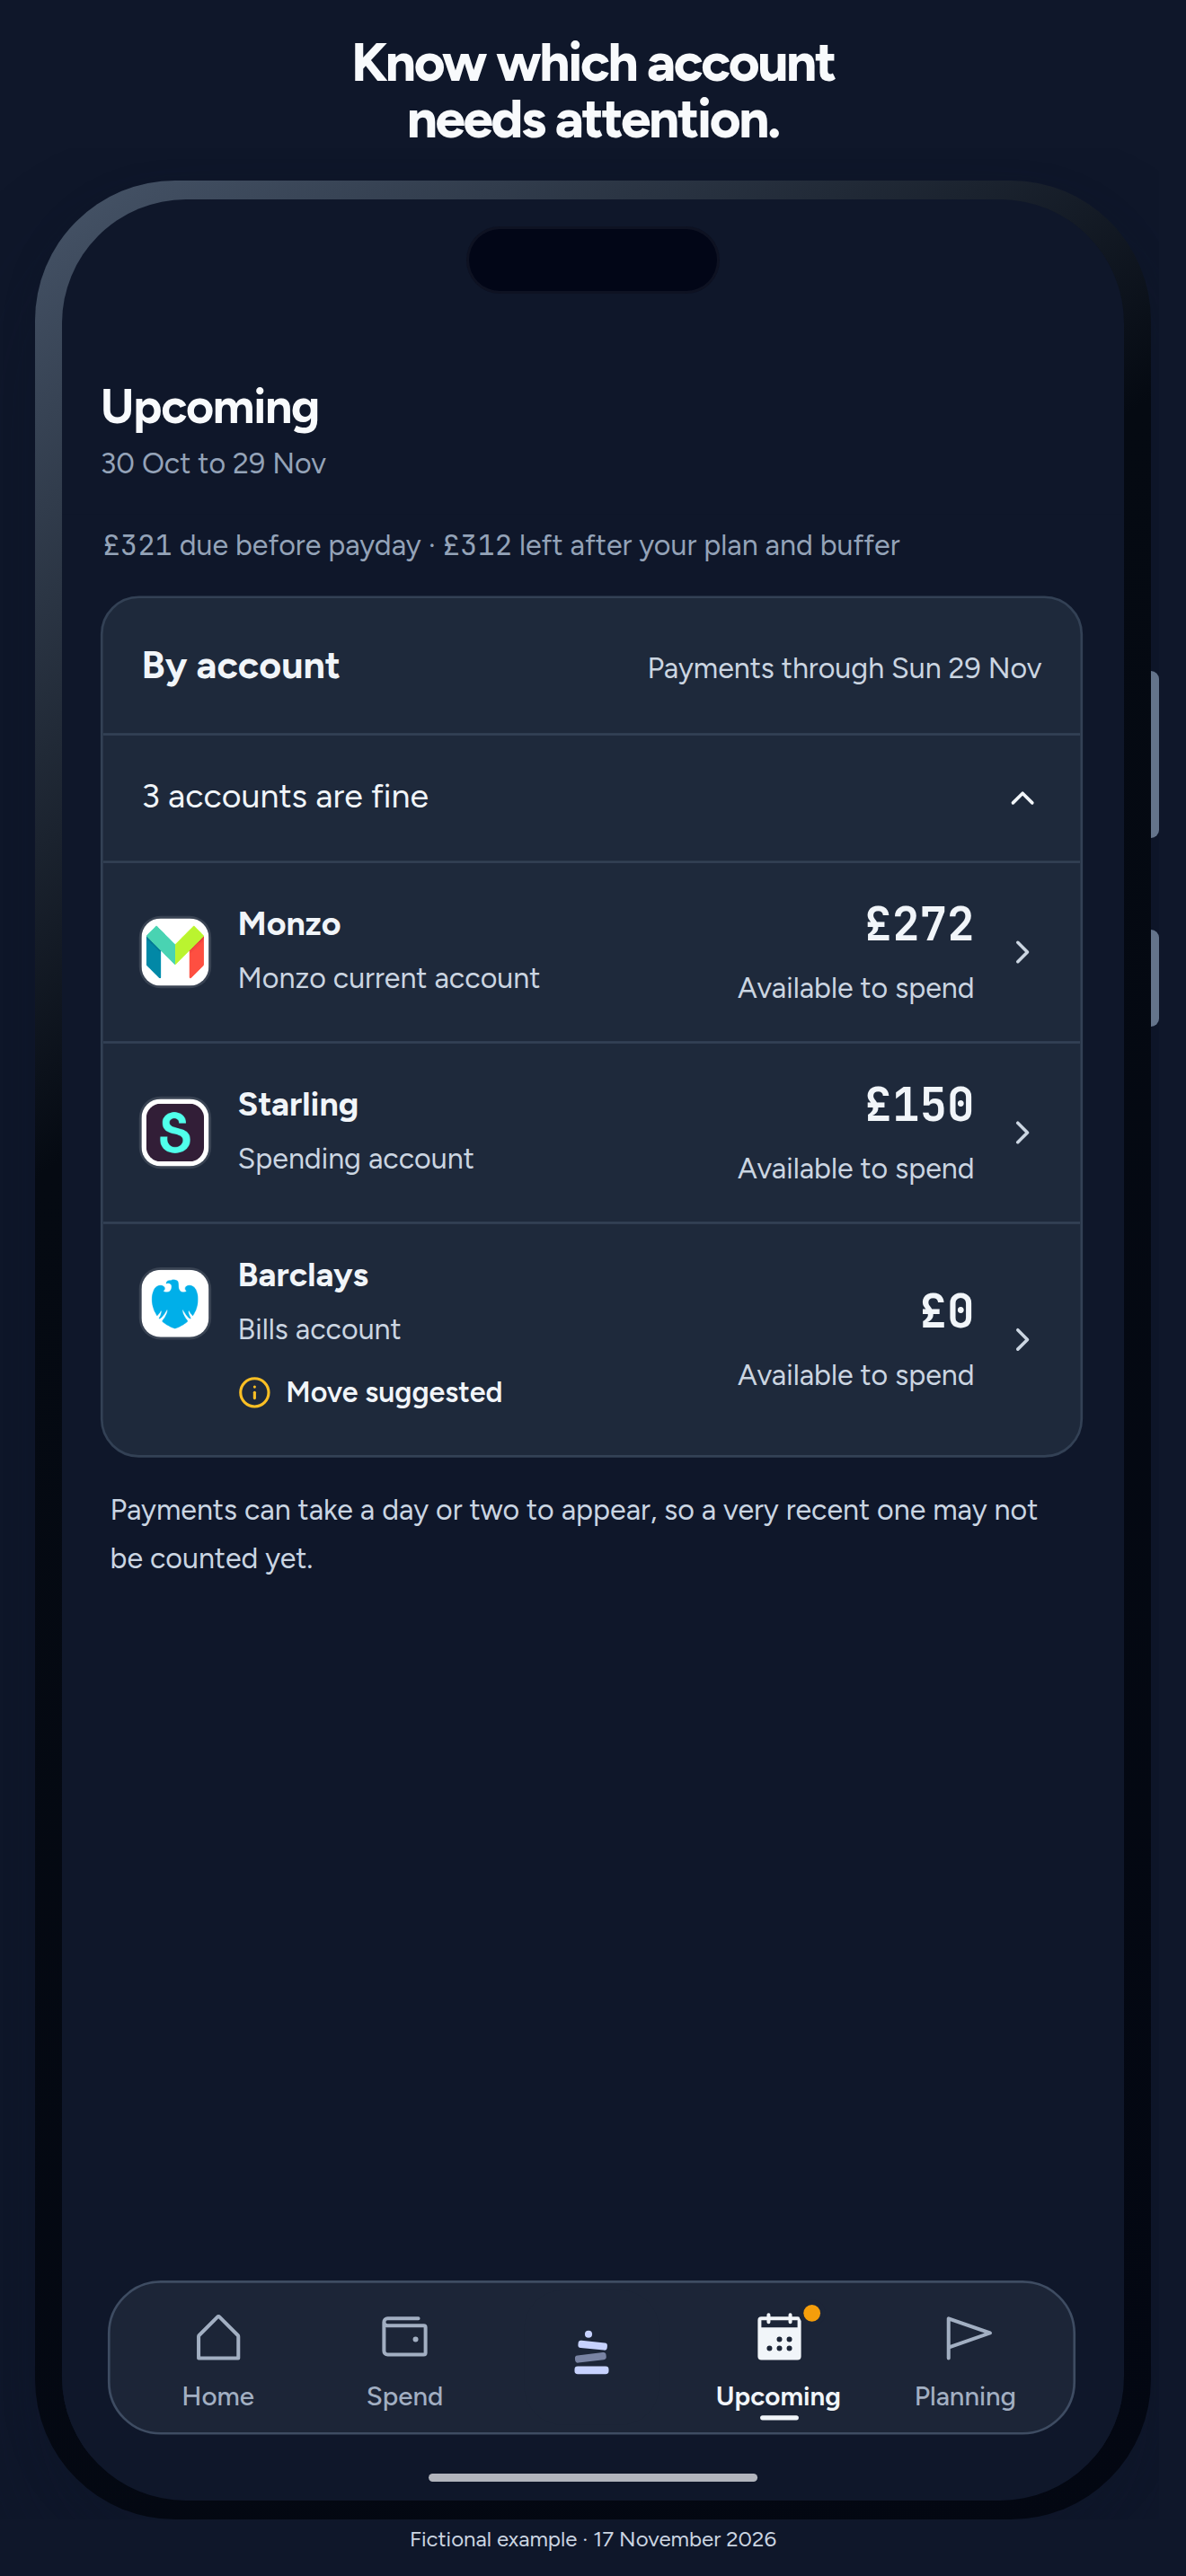 Know which account
needs attention.
Upcoming
30 Oct to 29 Nov
£321 due before payday · £312 left after your plan and buffer
By account
Payments through Sun 29 Nov
3 accounts are fine
Monzo
£272
Monzo current account
Available to spend
Starling
£150
Spending account
Available to spend
Barclays
£0
Bills account
Available to spend
Move suggested
Payments can take a day or two to appear, so a very recent one may not
be counted yet.
Home
Spend
Upcoming
Planning
Fictional example · 17 November 2026